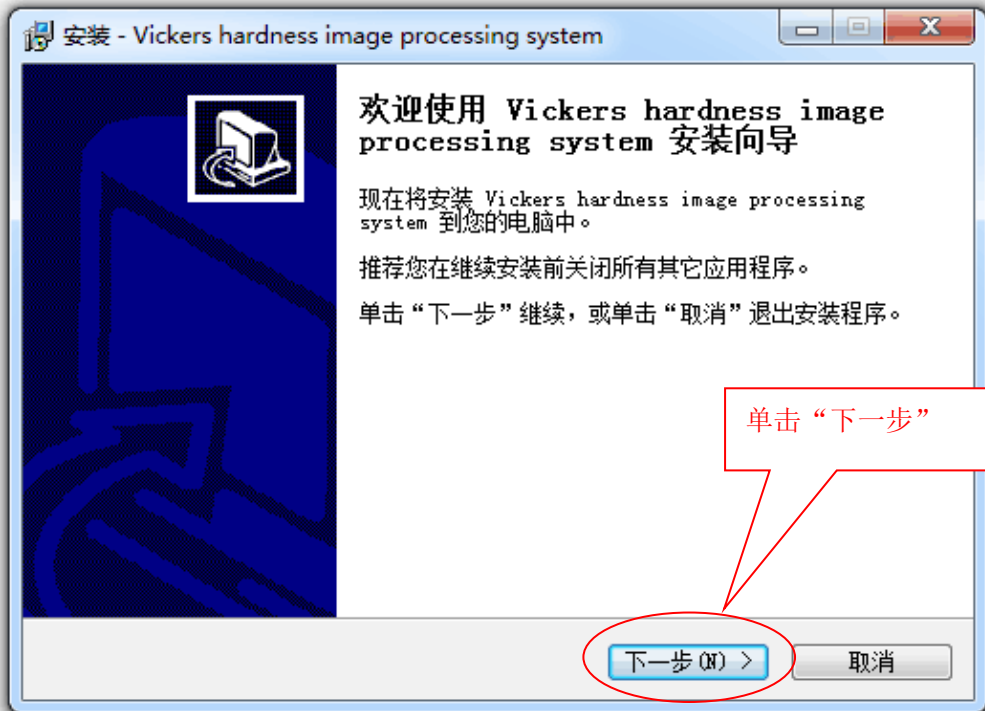 安装 - Vickers hardness image processing system
欢迎使用 Vickers hardness image
processing system 安装向导
现在将安装 Vickers hardness image processing
system 到您的电脑中。
推荐您在继续安装前关闭所有其它应用程序。
单击“下一步”继续，或单击“取消”退出安装程序。
单击“下一步”
下一步(N) >
取消